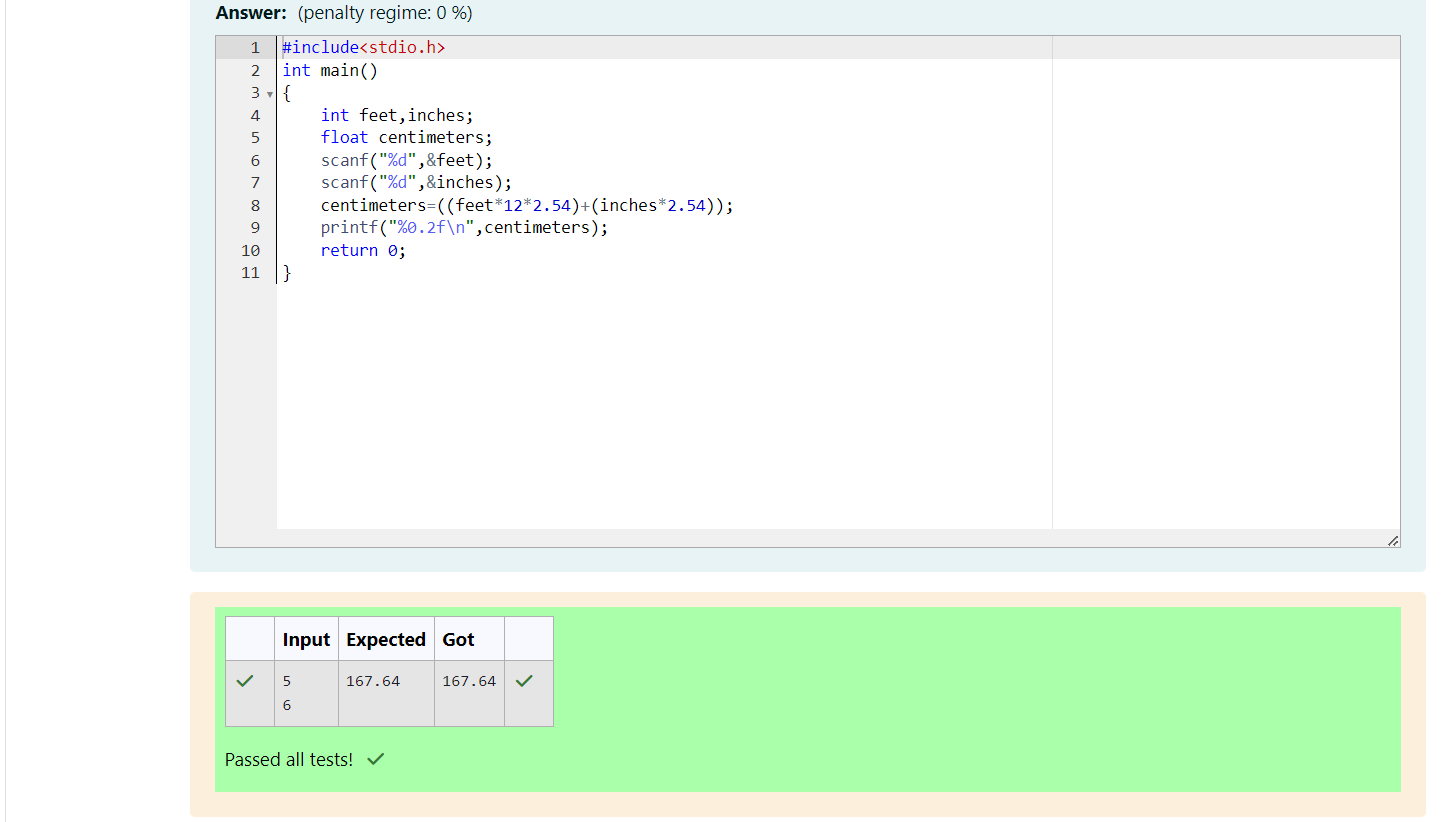 Answer: (penalty regime: 0 %)
1 #include<stdio.h>
2 int main()
3 {
4     int feet,inches;
5     float centimeters;
6     scanf("%d",&feet);
7     scanf("%d",&inches);
8     centimeters=((feet*12*2.54)+(inches*2.54));
9     printf("%0.2f\n",centimeters);
10     return 0;
11 }
Input Expected Got
5 167.64 167.64
6
Passed all tests!